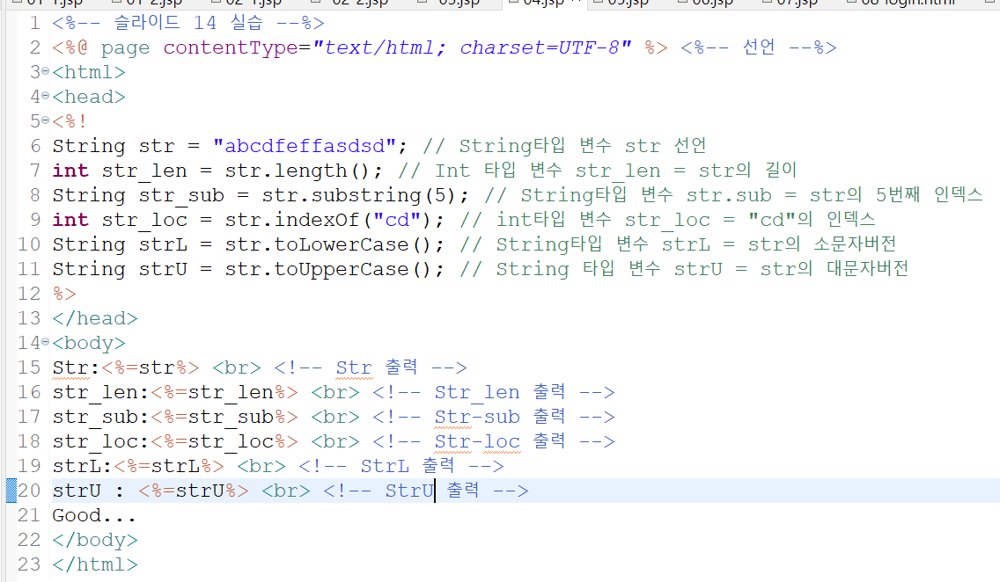 01-1.jsp 01-2.jsp 02-1.jsp 02-2.jsp 03.jsp 04.jsp 05.jsp 06.jsp 07.jsp 08-login.html
1 <%-- 슬라이드 14 실습 --%>
2 <%@ page contentType="text/html; charset=UTF-8" %> <%-- 선언 --%>
3 <html>
4 <head>
5 <%!
6 String str = "abcdfeffasdsd"; // String타입 변수 str 선언
7 int str_len = str.length(); // Int 타입 변수 str_len = str의 길이
8 String str_sub = str.substring(5); // String타입 변수 str.sub = str의 5번째 인덱스
9 int str_loc = str.indexOf("cd"); // int타입 변수 str_loc = "cd"의 인덱스
10 String strL = str.toLowerCase(); // String타입 변수 strL = str의 소문자버전
11 String strU = str.toUpperCase(); // String 타입 변수 strU = str의 대문자버전
12 %>
13 </head>
14 <body>
15 Str:<%=str%> <br> <!-- Str 출력 -->
16 str_len:<%=str_len%> <br> <!-- Str_len 출력 -->
17 str_sub:<%=str_sub%> <br> <!-- Str-sub 출력 -->
18 str_loc:<%=str_loc%> <br> <!-- Str-loc 출력 -->
19 strL:<%=strL%> <br> <!-- StrL 출력 -->
20 strU : <%=strU%> <br> <!-- StrU 출력 -->
21 Good...
22 </body>
23 </html>